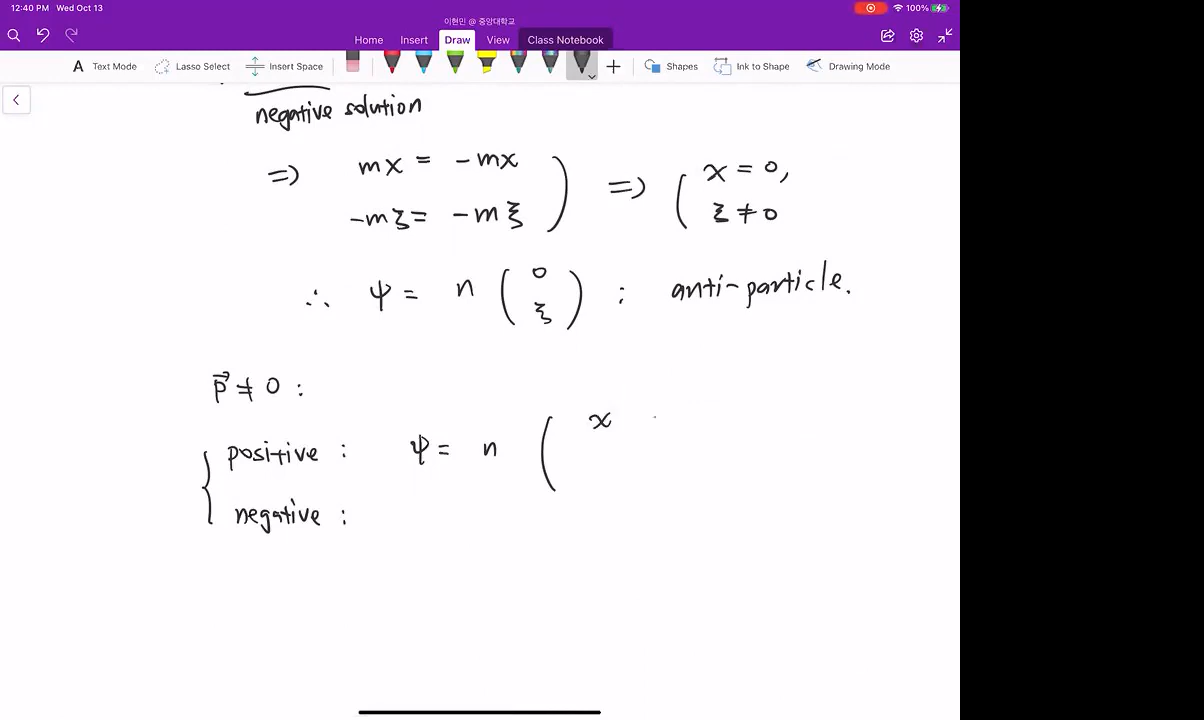 12:40 PM Wed Oct 13
100%
이현민 @ 중앙대학교
Home Insert Draw View Class Notebook
A Text Mode Lasso Select Insert Space Shapes Ink to Shape Drawing Mode
negative solution
=> mχ = -mχ ) => ( χ = 0,
-mξ = -mξ ξ ≠ 0
∴ ψ = n ( 0 ξ ) : anti-particle.
p⃗ ≠ 0 :
{ positive : ψ = n ( χ
negative :